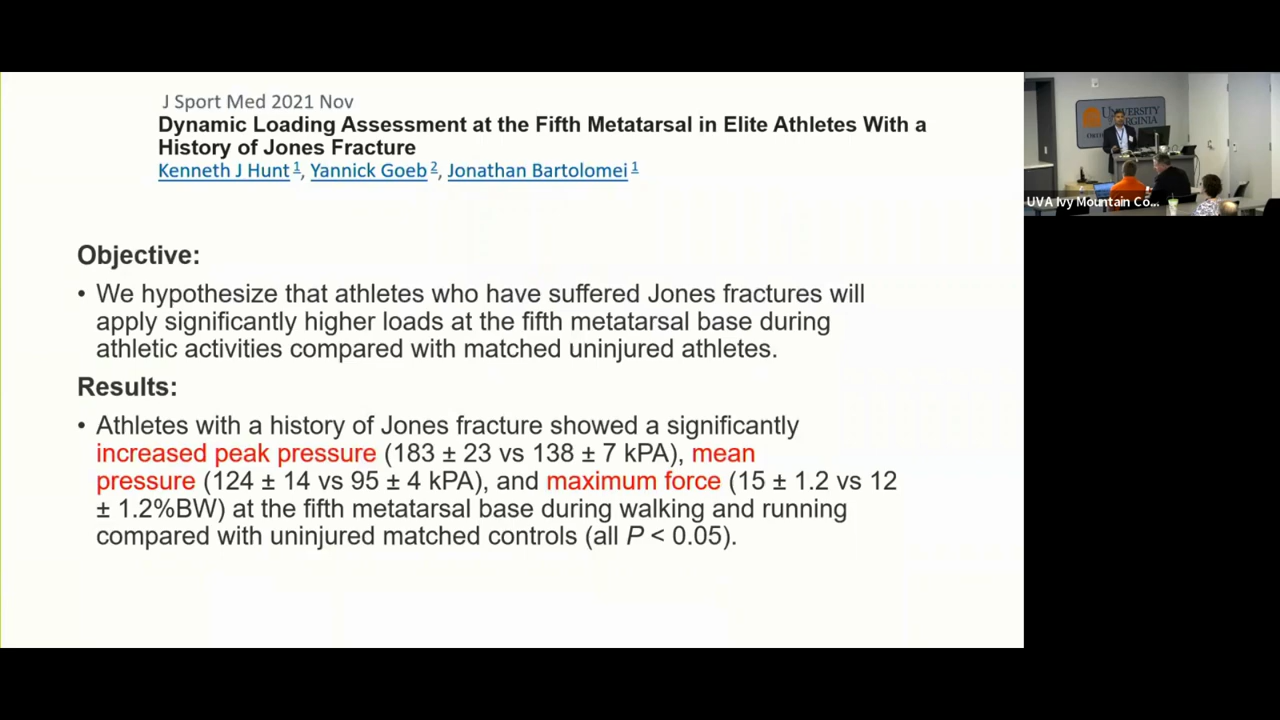 J Sport Med 2021 Nov
Dynamic Loading Assessment at the Fifth Metatarsal in Elite Athletes With a
History of Jones Fracture
Kenneth J Hunt 1, Yannick Goeb 2, Jonathan Bartolomei 1
Objective:
• We hypothesize that athletes who have suffered Jones fractures will
apply significantly higher loads at the fifth metatarsal base during
athletic activities compared with matched uninjured athletes.
Results:
• Athletes with a history of Jones fracture showed a significantly
increased peak pressure (183 ± 23 vs 138 ± 7 kPA), mean
pressure (124 ± 14 vs 95 ± 4 kPA), and maximum force (15 ± 1.2 vs 12
± 1.2%BW) at the fifth metatarsal base during walking and running
compared with uninjured matched controls (all P < 0.05).
UNIVERSITY
UVA Ivy Mountain Co...